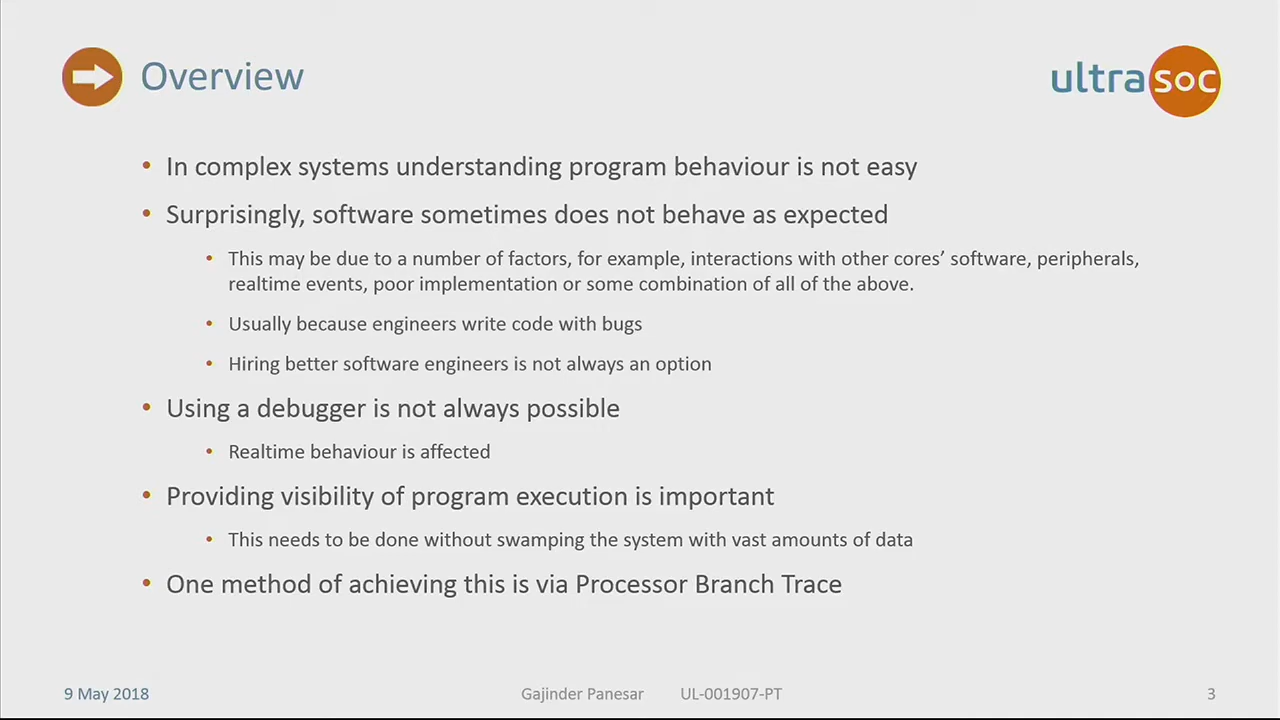 Overview
ultrasoc
• In complex systems understanding program behaviour is not easy
• Surprisingly, software sometimes does not behave as expected
• This may be due to a number of factors, for example, interactions with other cores’ software, peripherals,
realtime events, poor implementation or some combination of all of the above.
• Usually because engineers write code with bugs
• Hiring better software engineers is not always an option
• Using a debugger is not always possible
• Realtime behaviour is affected
• Providing visibility of program execution is important
• This needs to be done without swamping the system with vast amounts of data
• One method of achieving this is via Processor Branch Trace
9 May 2018 Gajinder Panesar UL-001907-PT 3